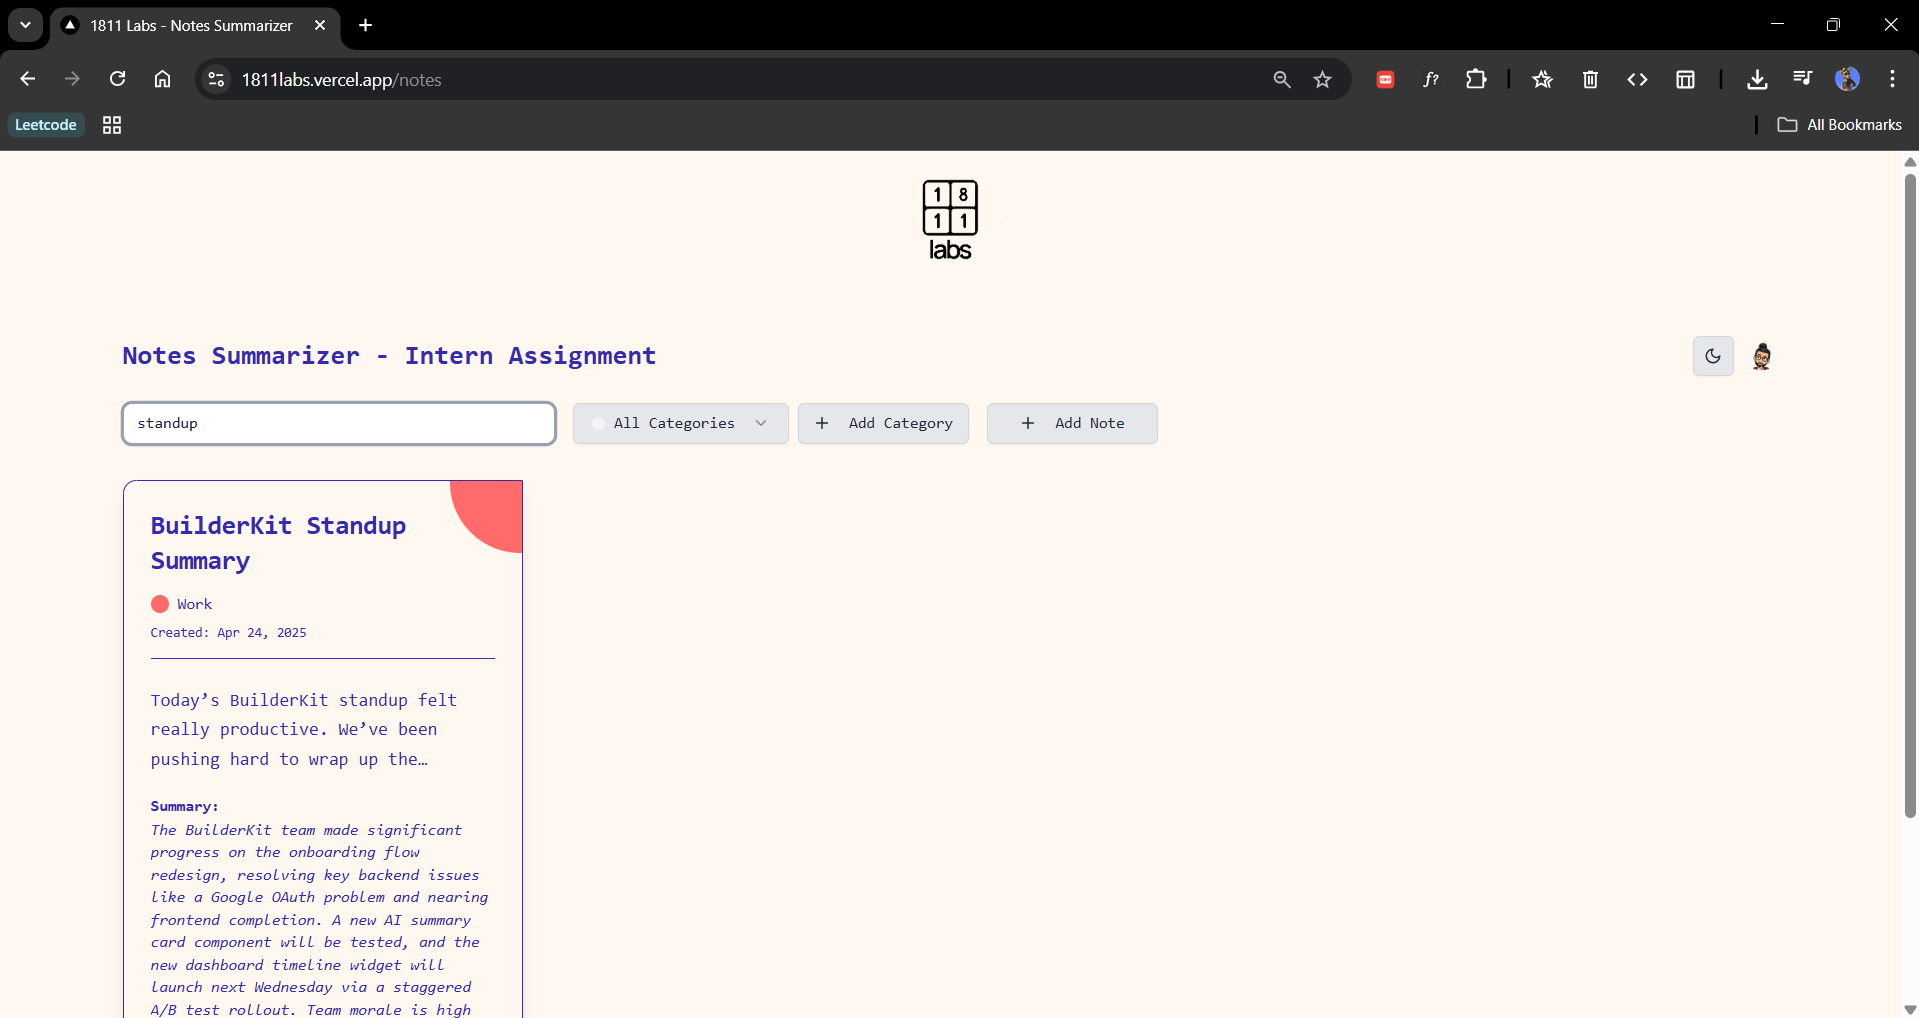 1811 Labs - Notes Summarizer
1811labs.vercel.app/notes
f?
Leetcode
All Bookmarks
1 8
1 1
labs
Notes Summarizer - Intern Assignment
standup
All Categories
+ Add Category
+ Add Note
BuilderKit Standup
Summary
Work
Created: Apr 24, 2025
Today’s BuilderKit standup felt
really productive. We’ve been
pushing hard to wrap up the…
Summary:
The BuilderKit team made significant
progress on the onboarding flow
redesign, resolving key backend issues
like a Google OAuth problem and nearing
frontend completion. A new AI summary
card component will be tested, and the
new dashboard timeline widget will
launch next Wednesday via a staggered
A/B test rollout. Team morale is high